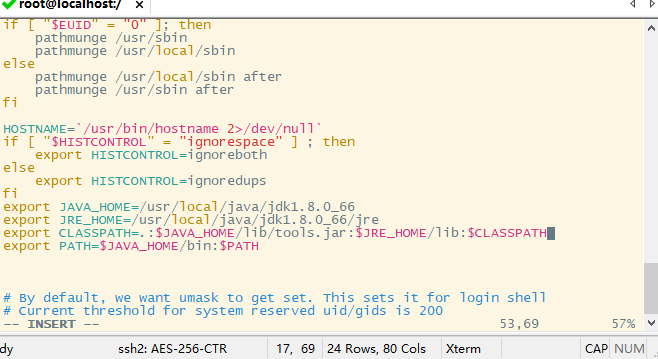 root@localhost:/
if [ "$EUID" = "0" ]; then
    pathmunge /usr/sbin
    pathmunge /usr/local/sbin
else
    pathmunge /usr/local/sbin after
    pathmunge /usr/sbin after
fi
HOSTNAME=`/usr/bin/hostname 2>/dev/null`
if [ "$HISTCONTROL" = "ignorespace" ] ; then
    export HISTCONTROL=ignoreboth
else
    export HISTCONTROL=ignoredups
fi
export JAVA_HOME=/usr/local/java/jdk1.8.0_66
export JRE_HOME=/usr/local/java/jdk1.8.0_66/jre
export CLASSPATH=.:$JAVA_HOME/lib/tools.jar:$JRE_HOME/lib:$CLASSPATH
export PATH=$JAVA_HOME/bin:$PATH
# By default, we want umask to get set. This sets it for login shell
# Current threshold for system reserved uid/gids is 200
-- INSERT -- 53,69 57%
dy ssh2: AES-256-CTR 17, 69 24 Rows, 80 Cols Xterm CAP NUM